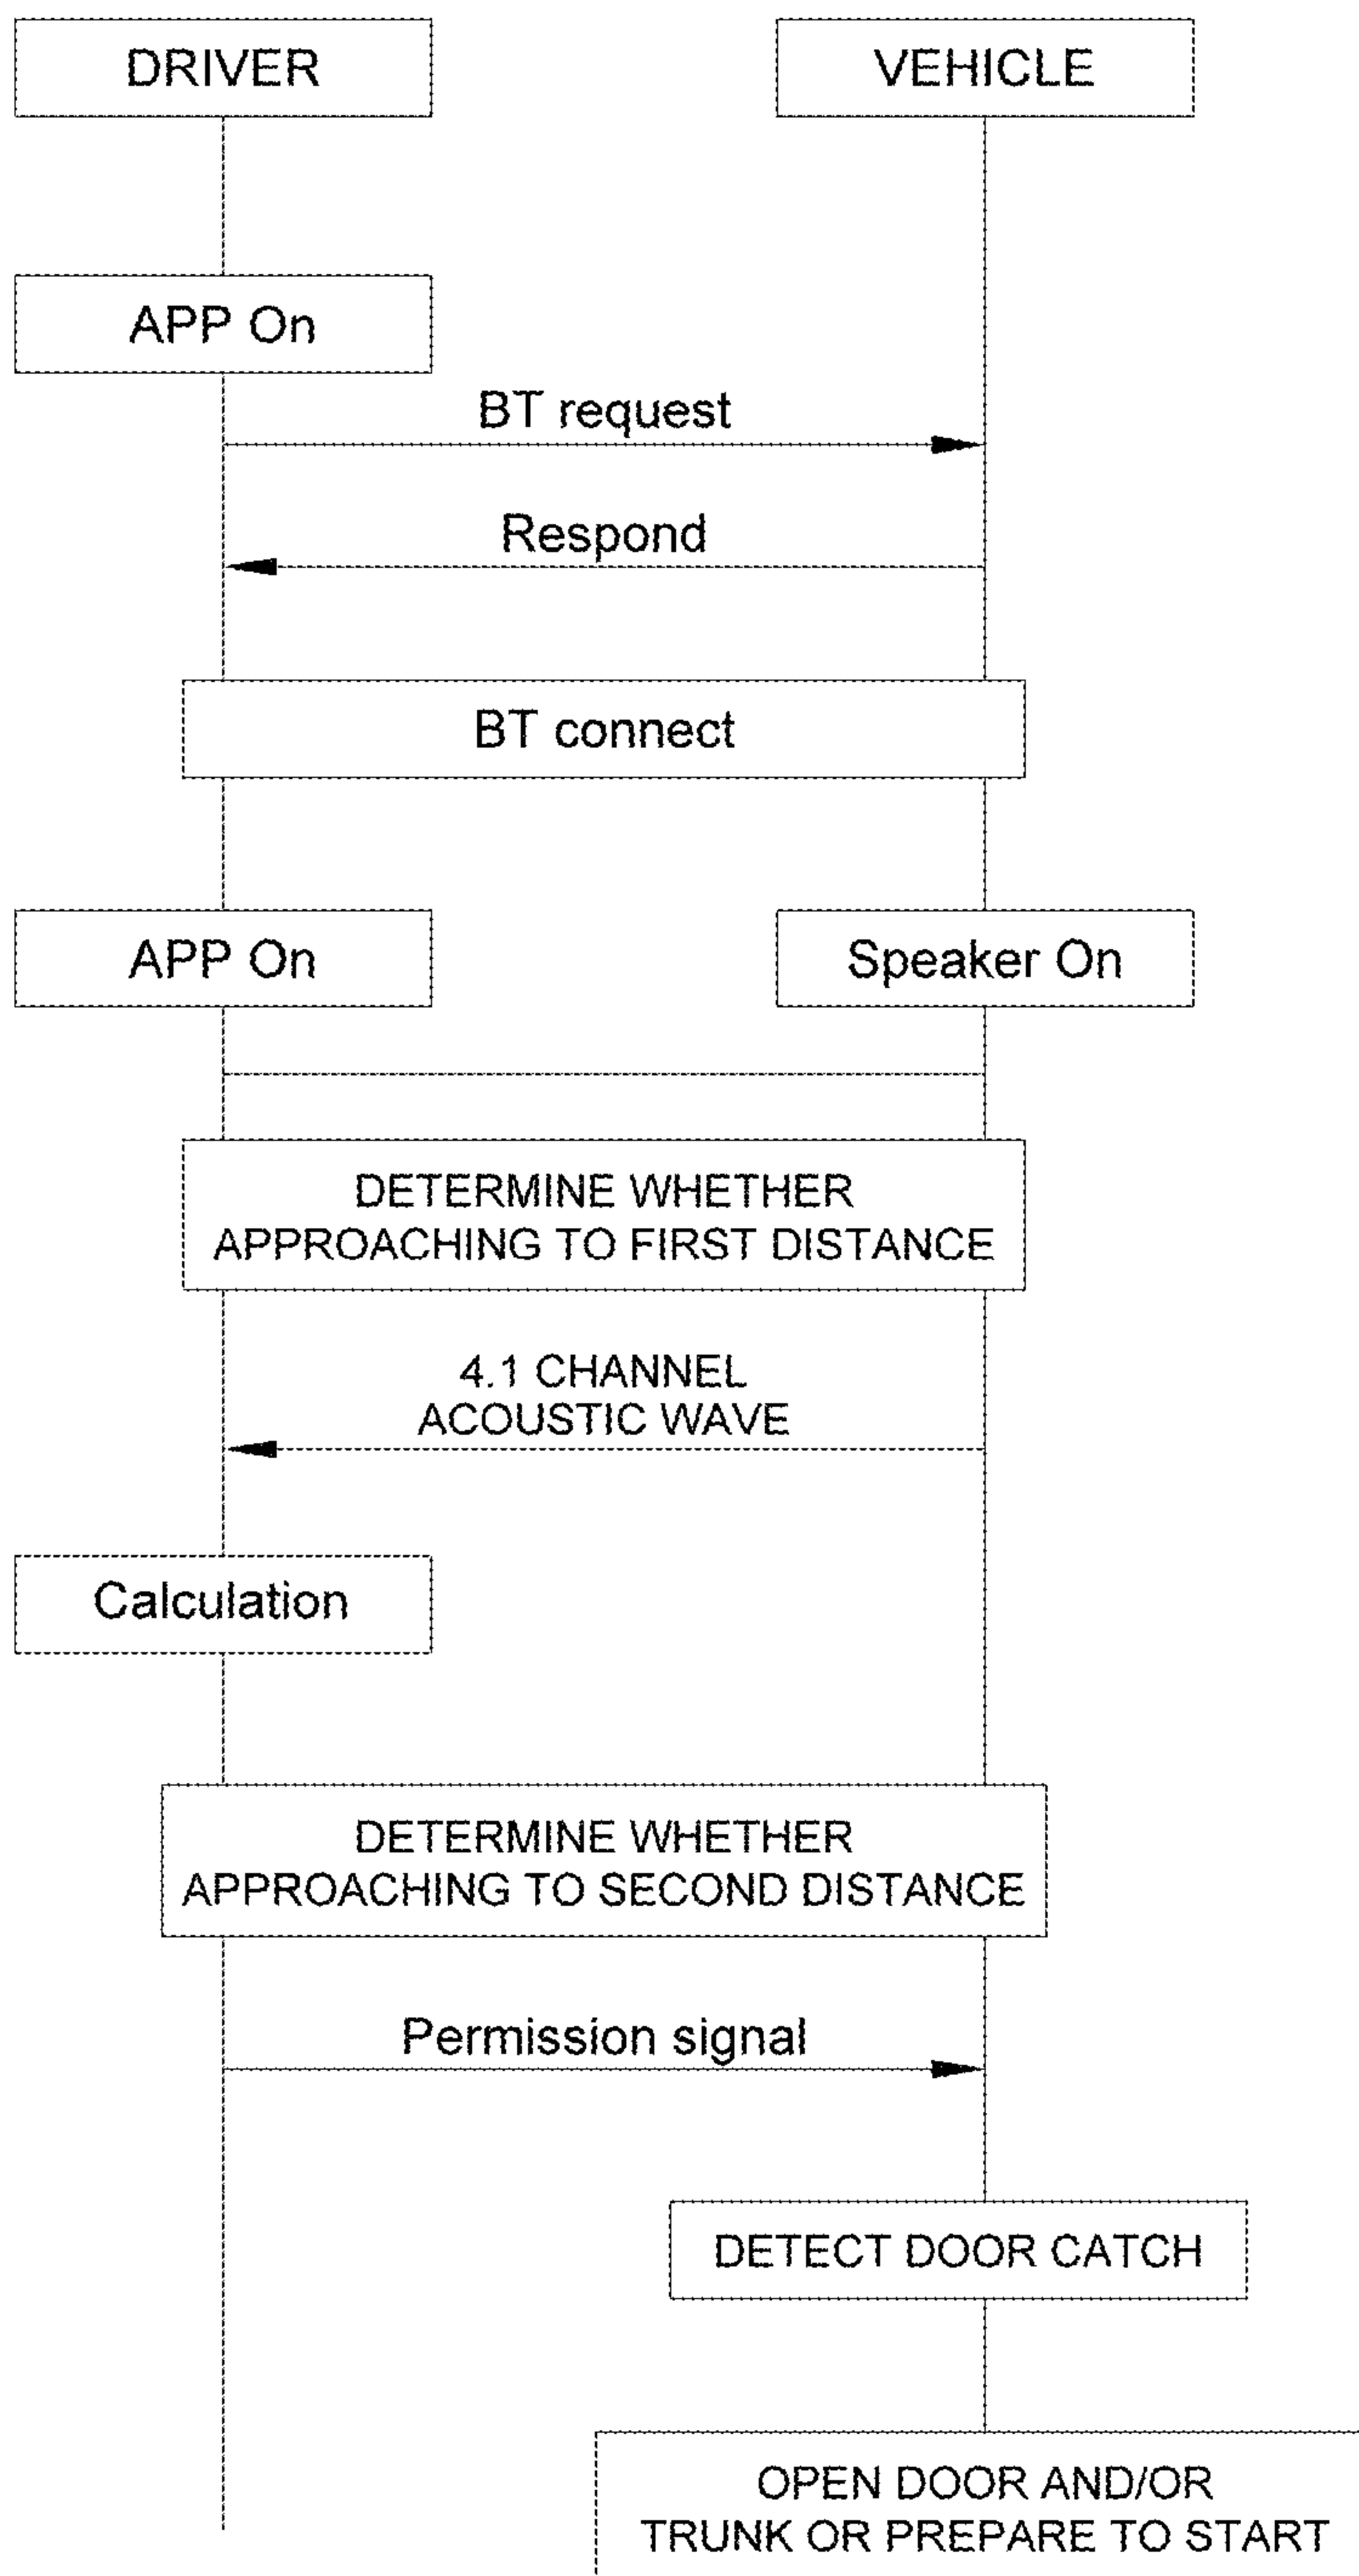 DRIVER
VEHICLE
APP On
BT request
Respond
BT connect
APP On
Speaker On
DETERMINE WHETHER
APPROACHING TO FIRST DISTANCE
4.1 CHANNEL
ACOUSTIC WAVE
Calculation
DETERMINE WHETHER
APPROACHING TO SECOND DISTANCE
Permission signal
DETECT DOOR CATCH
OPEN DOOR AND/OR
TRUNK OR PREPARE TO START